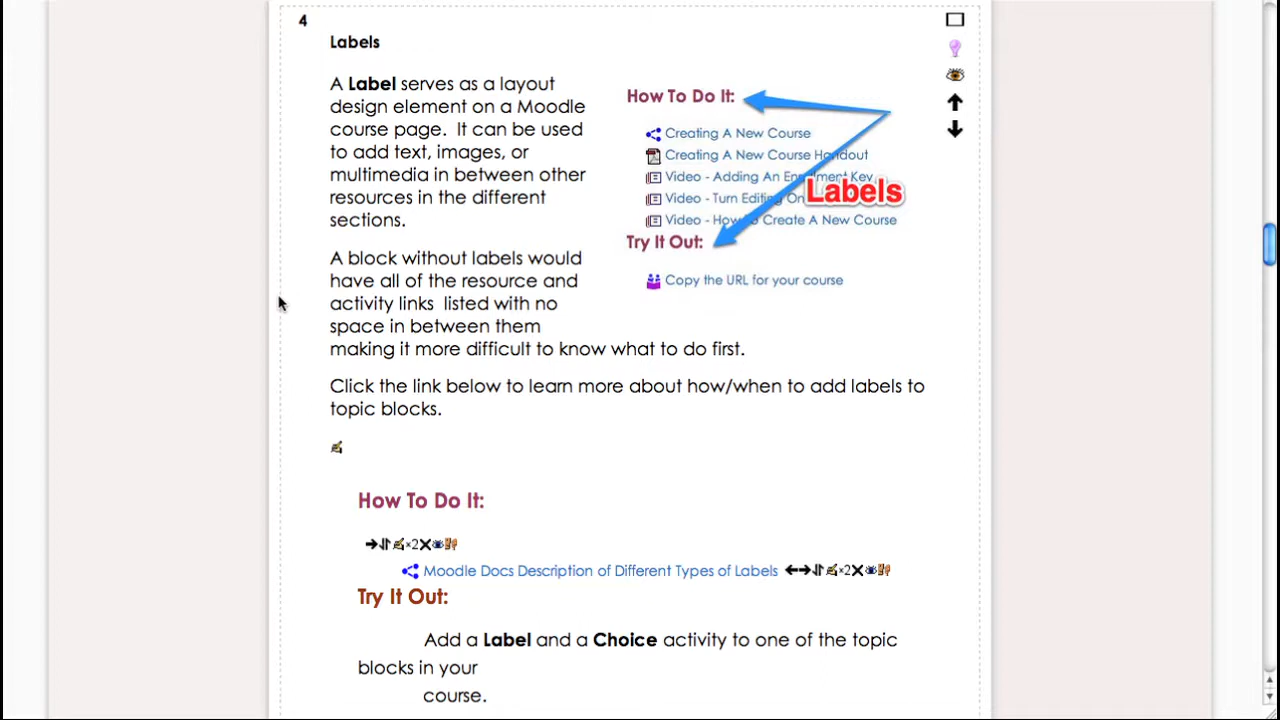 4
Labels
A Label serves as a layout
design element on a Moodle
course page. It can be used
to add text, images, or
multimedia in between other
resources in the different
sections.
A block without labels would
have all of the resource and
activity links listed with no
space in between them
making it more difficult to know what to do first.
How To Do It:
Creating A New Course
Creating A New Course Handout
Video - Adding An Enrollment Key
Video - Turn Editing On
Video - How To Create A New Course
Labels
Try It Out:
Copy the URL for your course
Click the link below to learn more about how/when to add labels to
topic blocks.
How To Do It:
×2
Moodle Docs Description of Different Types of Labels ×2
Try It Out:
Add a Label and a Choice activity to one of the topic
blocks in your
course.